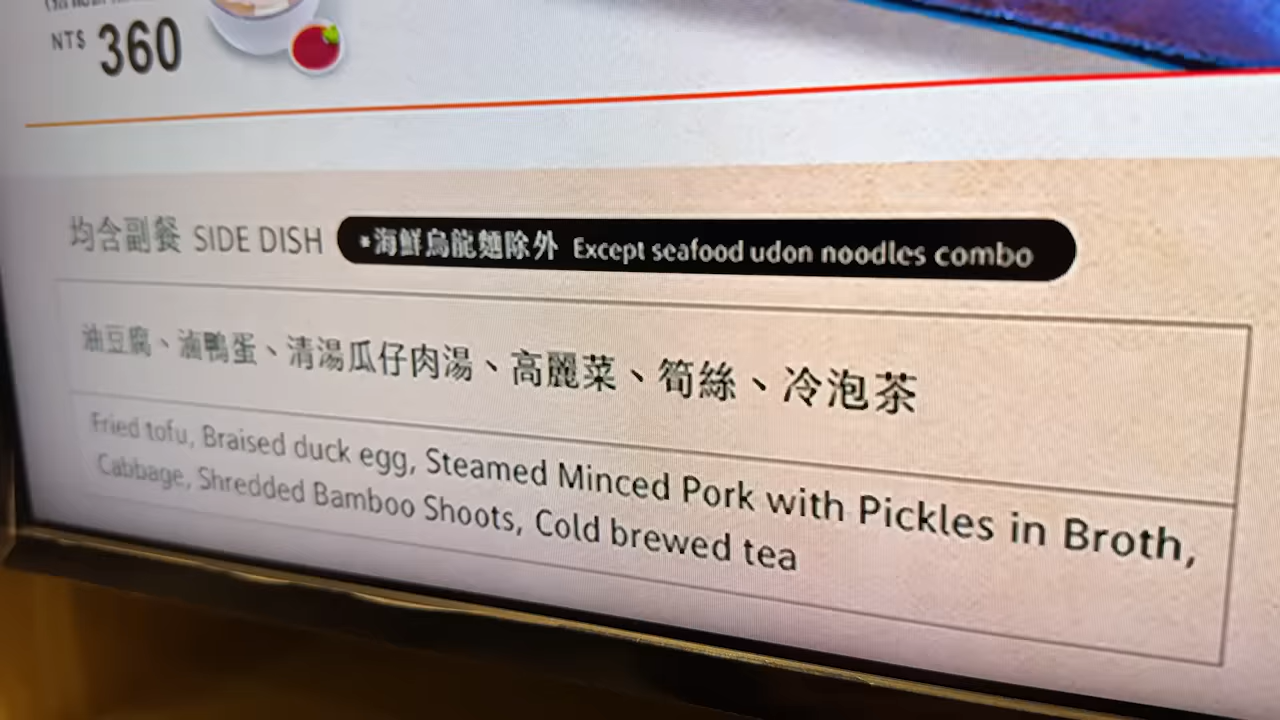 NT$ 360
均含副餐 SIDE DISH *海鮮烏龍麵除外 Except seafood udon noodles combo
油豆腐、滷鴨蛋、清湯瓜仔肉湯、高麗菜、筍絲、冷泡茶
Fried tofu, Braised duck egg, Steamed Minced Pork with Pickles in Broth,
Cabbage, Shredded Bamboo Shoots, Cold brewed tea